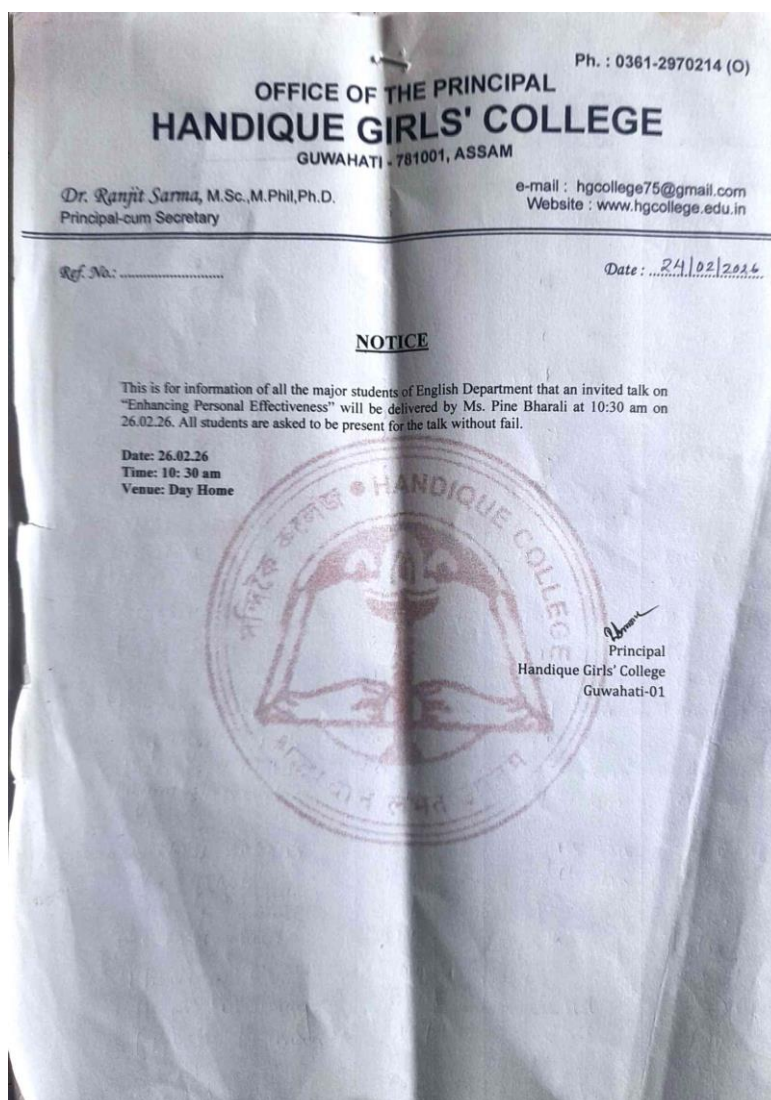 Ph. : 0361-2970214 (O)
OFFICE OF THE PRINCIPAL
HANDIQUE GIRLS' COLLEGE
GUWAHATI - 781001, ASSAM
Dr. Ranjit Sarma, M.Sc.,M.Phil,Ph.D.
Principal-cum Secretary
e-mail : hgcollege75@gmail.com
Website : www.hgcollege.edu.in
Ref. No.: ..........................
Date : ...24/02/2026
NOTICE
This is for information of all the major students of English Department that an invited talk on
“Enhancing Personal Effectiveness” will be delivered by Ms. Pine Bharali at 10:30 am on
26.02.26. All students are asked to be present for the talk without fail.
Date: 26.02.26
Time: 10: 30 am
Venue: Day Home
সন্দিকৈ কলেজ • HANDIQUE COLLEGE
Principal
Handique Girls' College
Guwahati-01